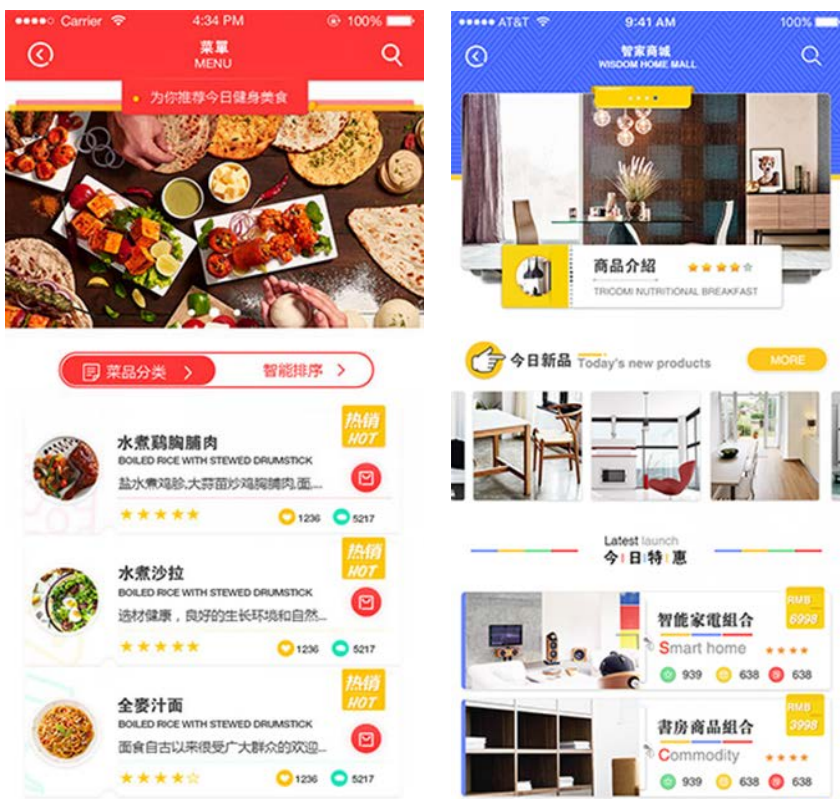 Carrier 4:34 PM 100%
菜單
MENU
为你推荐今日健身美食
菜品分类
智能排序
热销
HOT
水煮鷄胸脯肉
BOILED RICE WITH STEWED DRUMSTICK
盐水煮鸡胗,大蒜苗炒鸡胸脯肉,面....
1236 5217
热销
HOT
水煮沙拉
BOILED RICE WITH STEWED DRUMSTICK
选材健康，良好的生长环境和自然...
1236 5217
热销
HOT
全麥汁面
BOILED RICE WITH STEWED DRUMSTICK
面食自古以来很受广大群众的欢迎...
1236 5217
AT&T 9:41 AM 100%
智家商城
WISDOM HOME MALL
商品介紹
TRICOMI NUTRITIONAL BREAKFAST
今日新品 Today's new products MORE
Latest launch
今日特惠
RMB
6998
智能家電組合
Smart home
939 638 638
RMB
3998
書房商品組合
Commodity
939 638 638